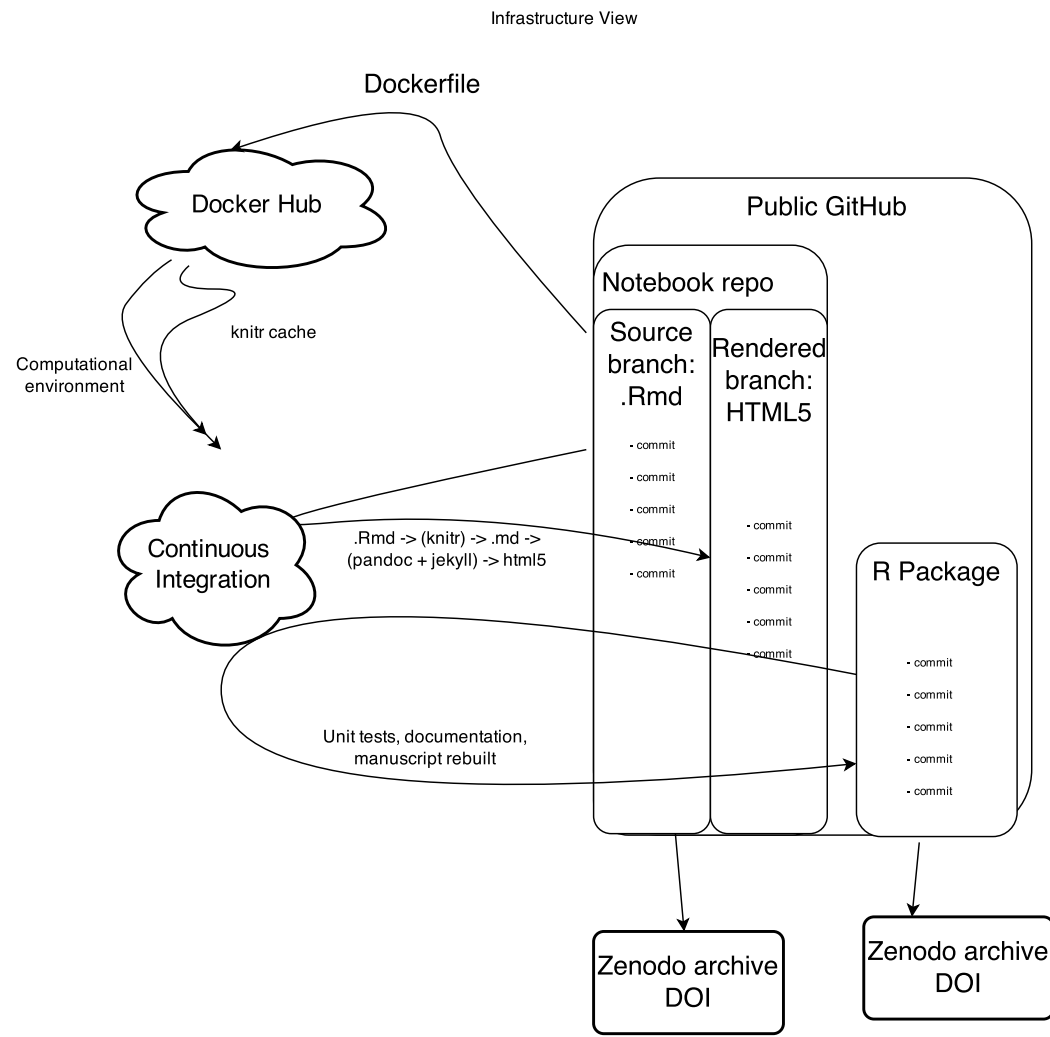 Infrastructure View
Dockerfile
Docker Hub
Public GitHub
Notebook repo
Source
branch:
.Rmd
Rendered
branch:
HTML5
knitr cache
Computational
environment
- commit
- commit
- commit
- commit
- commit
- commit
- commit
- commit
- commit
- commit
Continuous
Integration
.Rmd -> (knitr) -> .md ->
(pandoc + jekyll) -> html5
R Package
- commit
- commit
- commit
- commit
- commit
Unit tests, documentation,
manuscript rebuilt
Zenodo archive
DOI
Zenodo archive
DOI